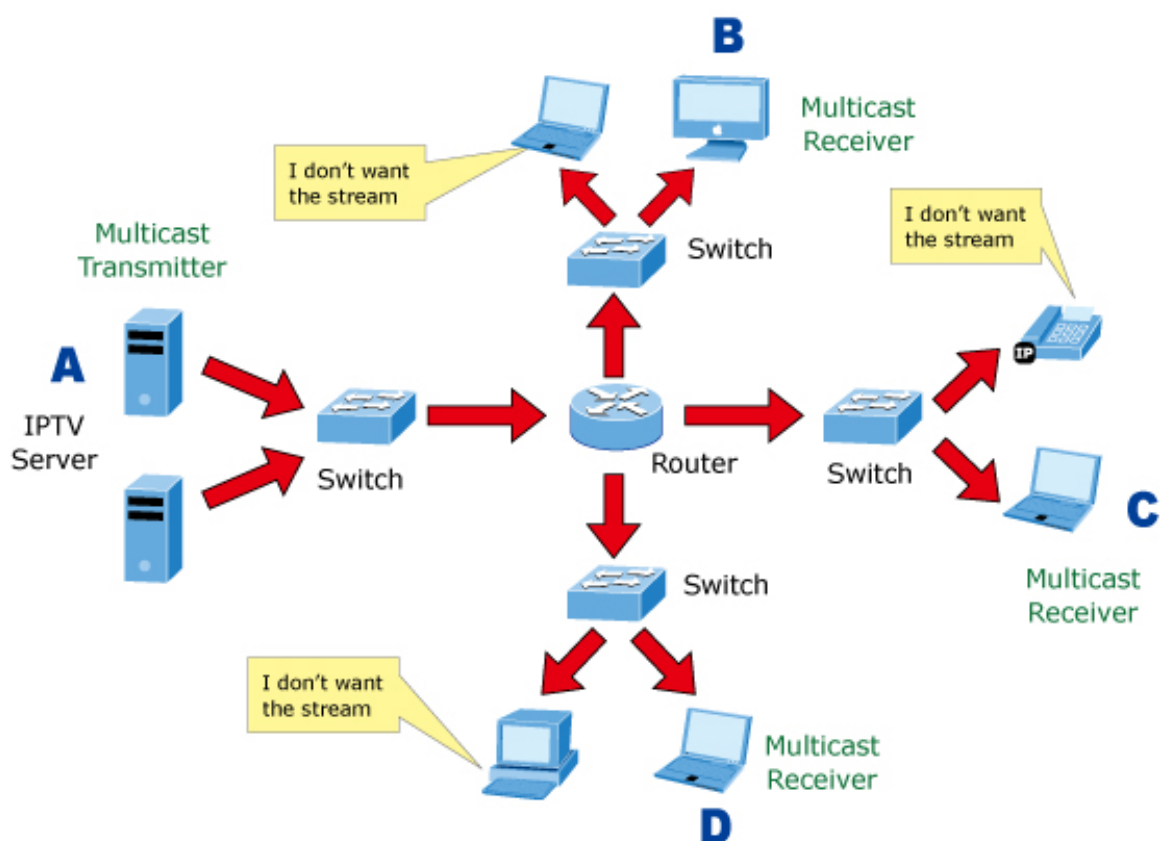 B
Multicast
Receiver
I don't want
the stream
I don't want
the stream
Multicast
Transmitter
Switch
A
IPTV
Server
IP
Switch
Router
Switch
C
Multicast
Receiver
Switch
I don't want
the stream
Multicast
Receiver
D